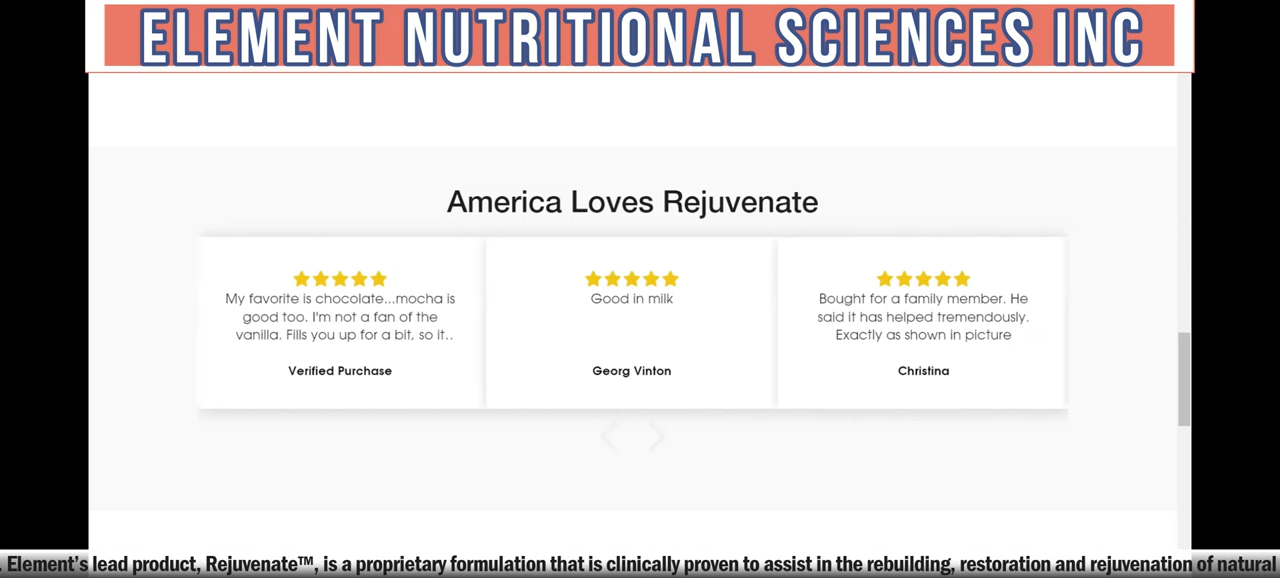 ELEMENT NUTRITIONAL SCIENCES INC
America Loves Rejuvenate
My favorite is chocolate...mocha is
good too. I'm not a fan of the
vanilla. Fills you up for a bit, so it..
Verified Purchase
Good in milk
Georg Vinton
Bought for a family member. He
said it has helped tremendously.
Exactly as shown in picture
Christina
. Element's lead product, Rejuvenate™, is a proprietary formulation that is clinically proven to assist in the rebuilding, restoration and rejuvenation of natural